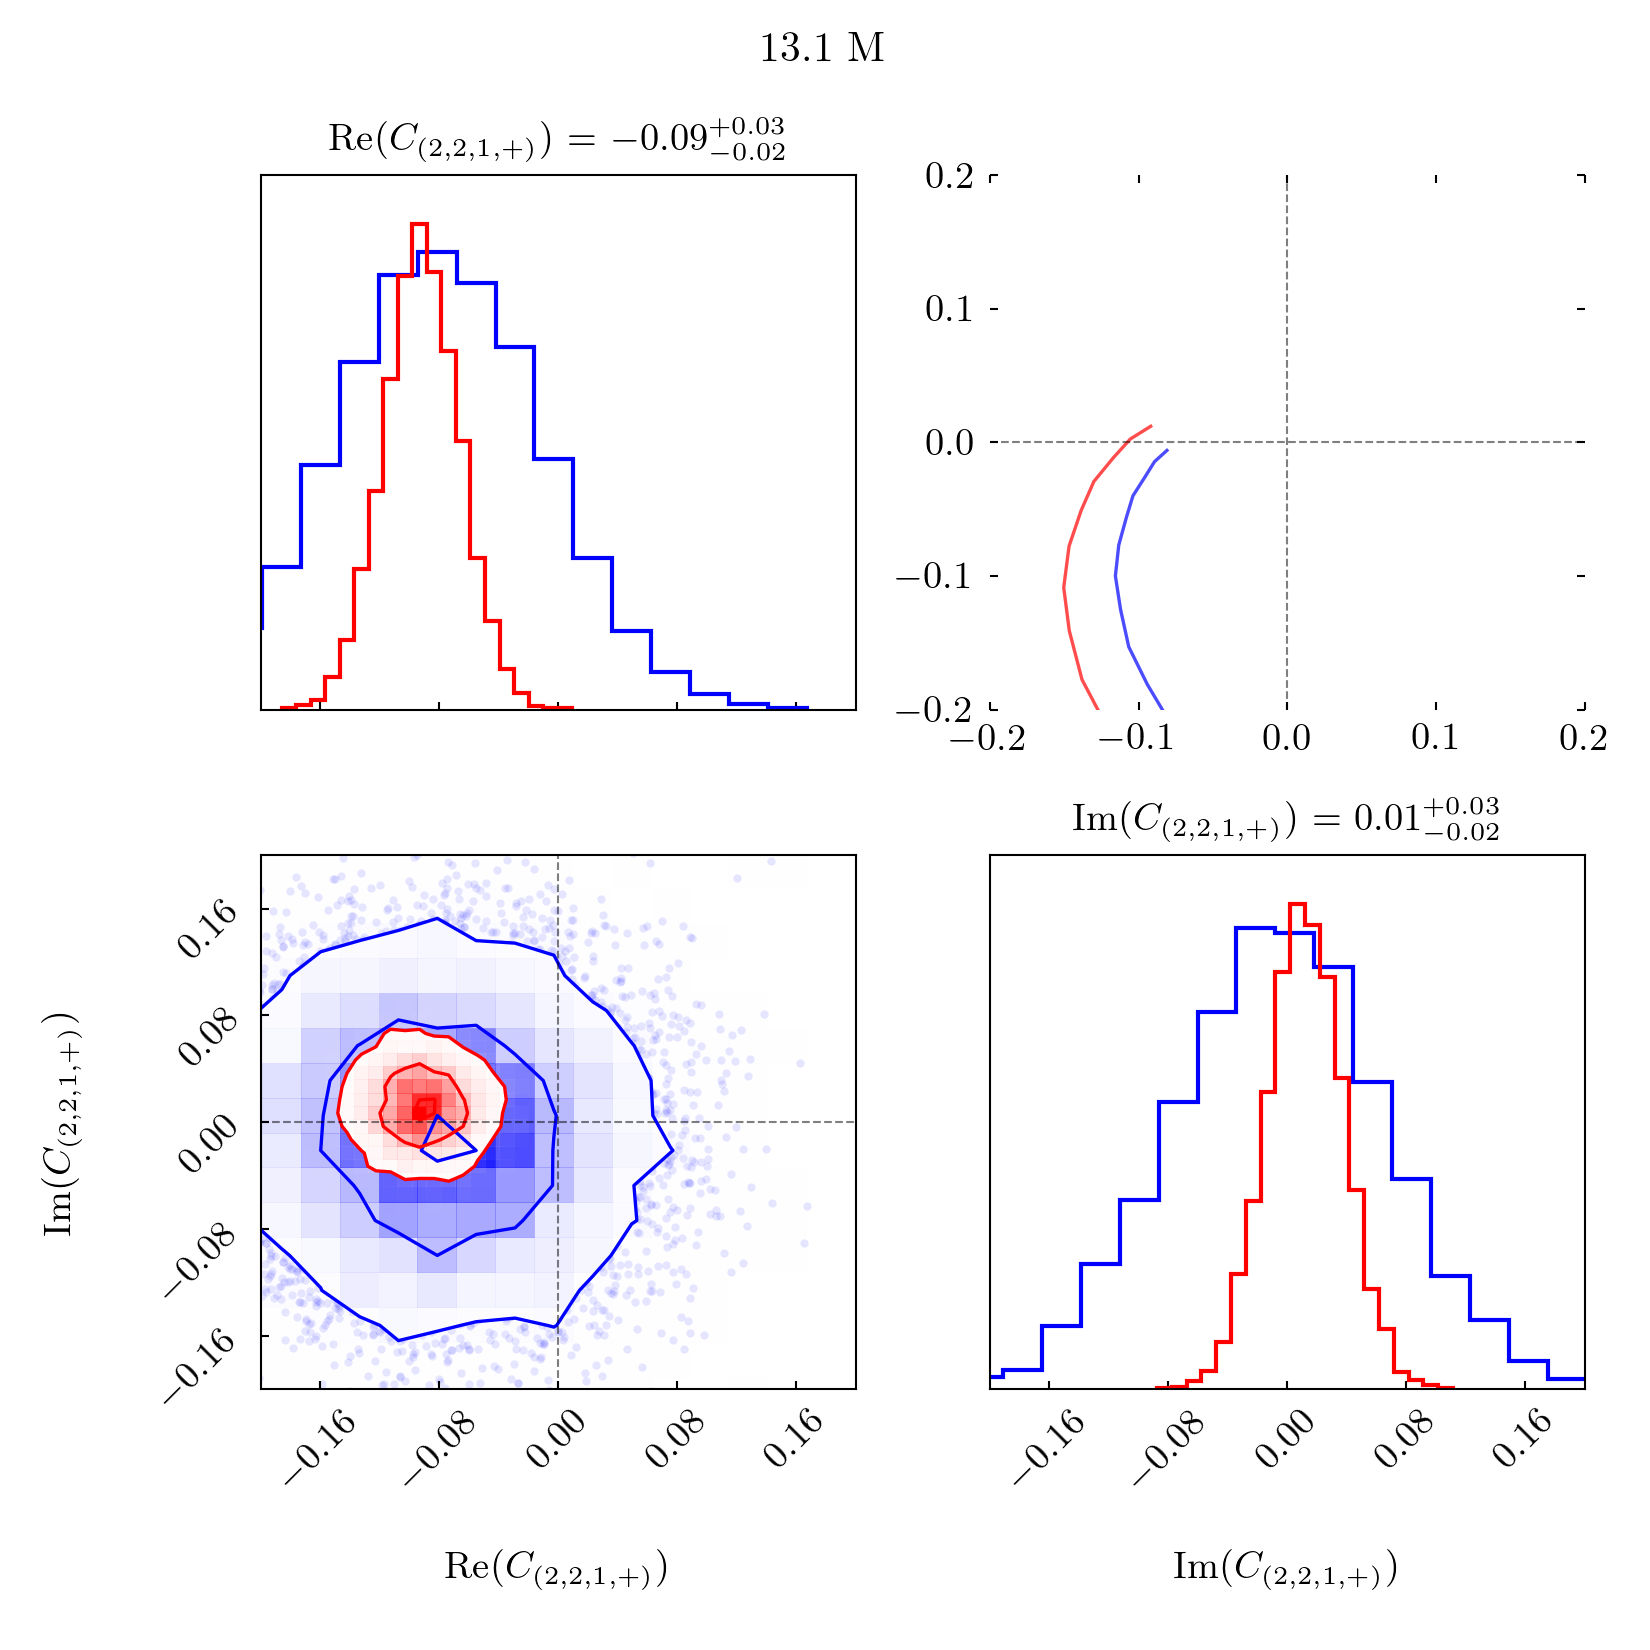 13.1 M
Re(C₍₂,₂,₁,₊₎) = −0.09 +0.03 −0.02
0.2
0.1
0.0
−0.1
−0.2
−0.2 −0.1 0.0 0.1 0.2
Im(C₍₂,₂,₁,₊₎) = 0.01 +0.03 −0.02
Im(C₍₂,₂,₁,₊₎)
0.16
0.08
0.00
−0.08
−0.16
−0.16 −0.08 0.00 0.08 0.16
−0.16 −0.08 0.00 0.08 0.16
Re(C₍₂,₂,₁,₊₎)
Im(C₍₂,₂,₁,₊₎)